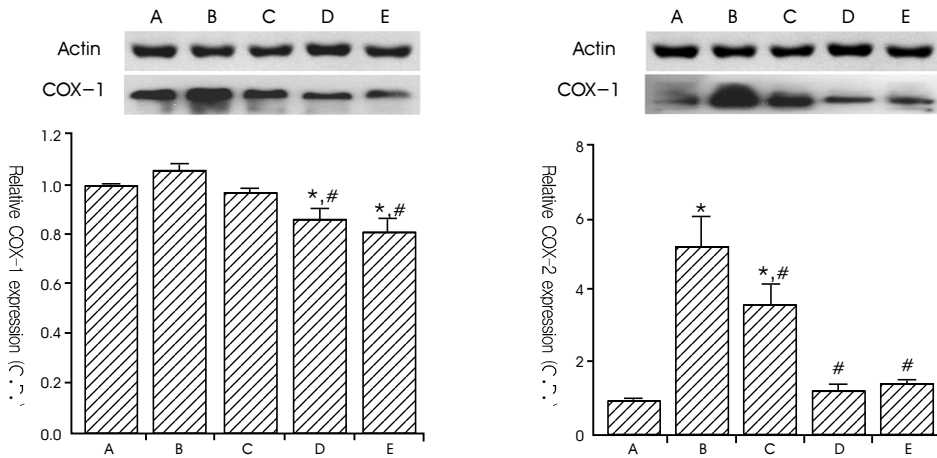 A B C D E
Actin
COX-1
Relative COX-1 expression
1.2
1.0
0.8
0.6
0.4
0.2
0.0
*,#
*,#
A B C D E
A B C D E
Actin
COX-1
Relative COX-2 expression
8
6
4
2
0
*
*,#
#
#
A B C D E